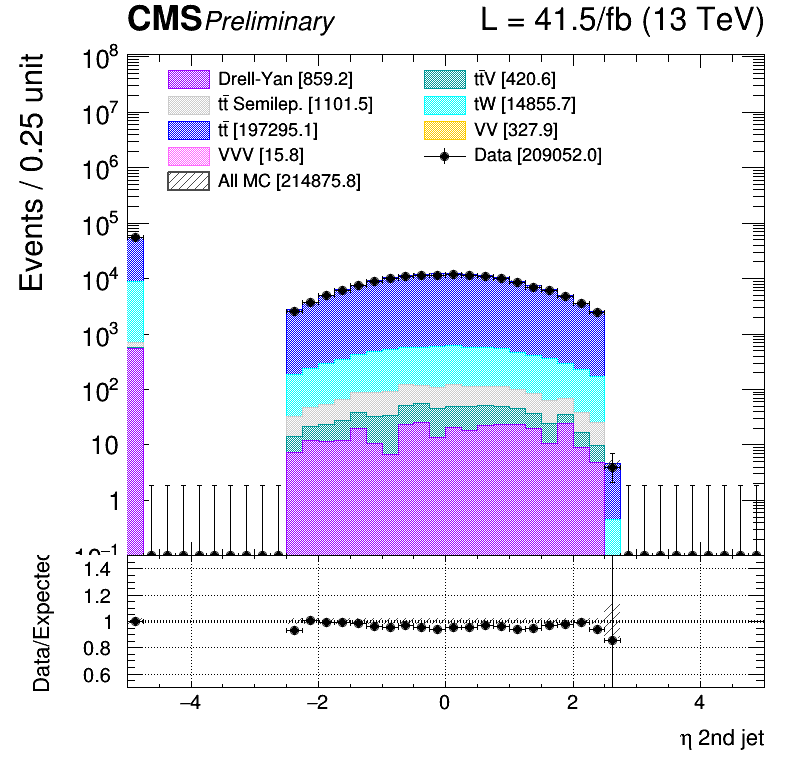 CMS Preliminary L = 41.5/fb (13 TeV)
Events / 0.25 unit
10⁸
10⁷
10⁶
10⁵
10⁴
10³
10²
10
1
10⁻¹
Drell-Yan [859.2]
tt̄ Semilep. [1101.5]
tt̄ [197295.1]
VVV [15.8]
All MC [214875.8]
tt̄V [420.6]
tW [14855.7]
VV [327.9]
Data [209052.0]
Data/Expected
1.4
1.2
1
0.8
0.6
−4 −2 0 2 4
η 2nd jet